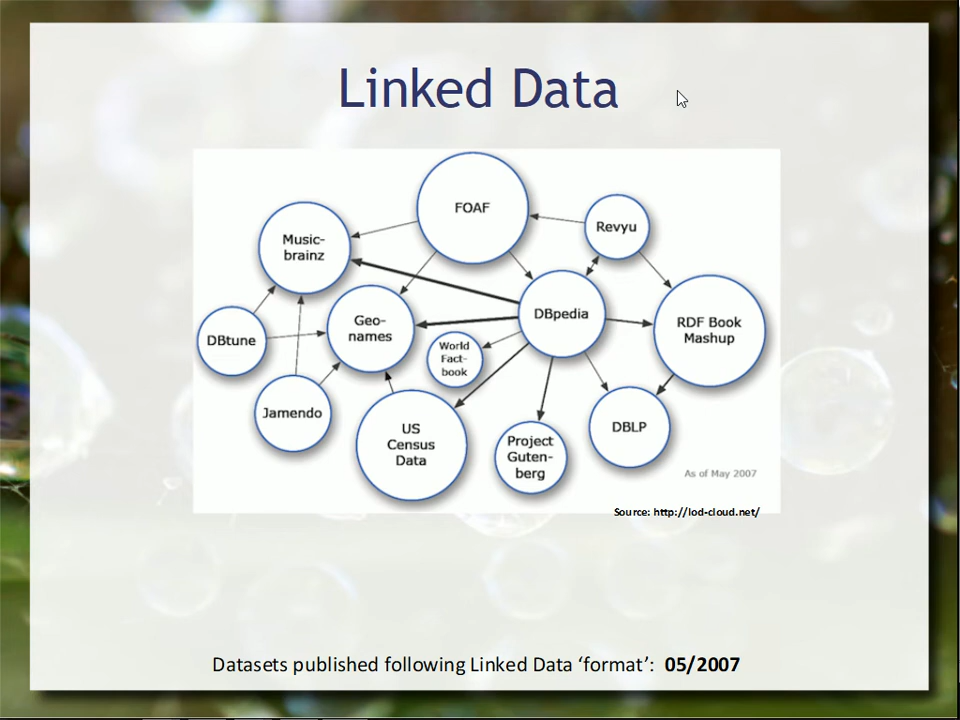 Linked Data
FOAF
Revyu
Music-
brainz
DBpedia
Geo-
names
RDF Book
Mashup
DBtune
World
Fact-
book
Jamendo
US
Census
Data
Project
Guten-
berg
DBLP
As of May 2007
Source: http://lod-cloud.net/
Datasets published following Linked Data ‘format’: 05/2007